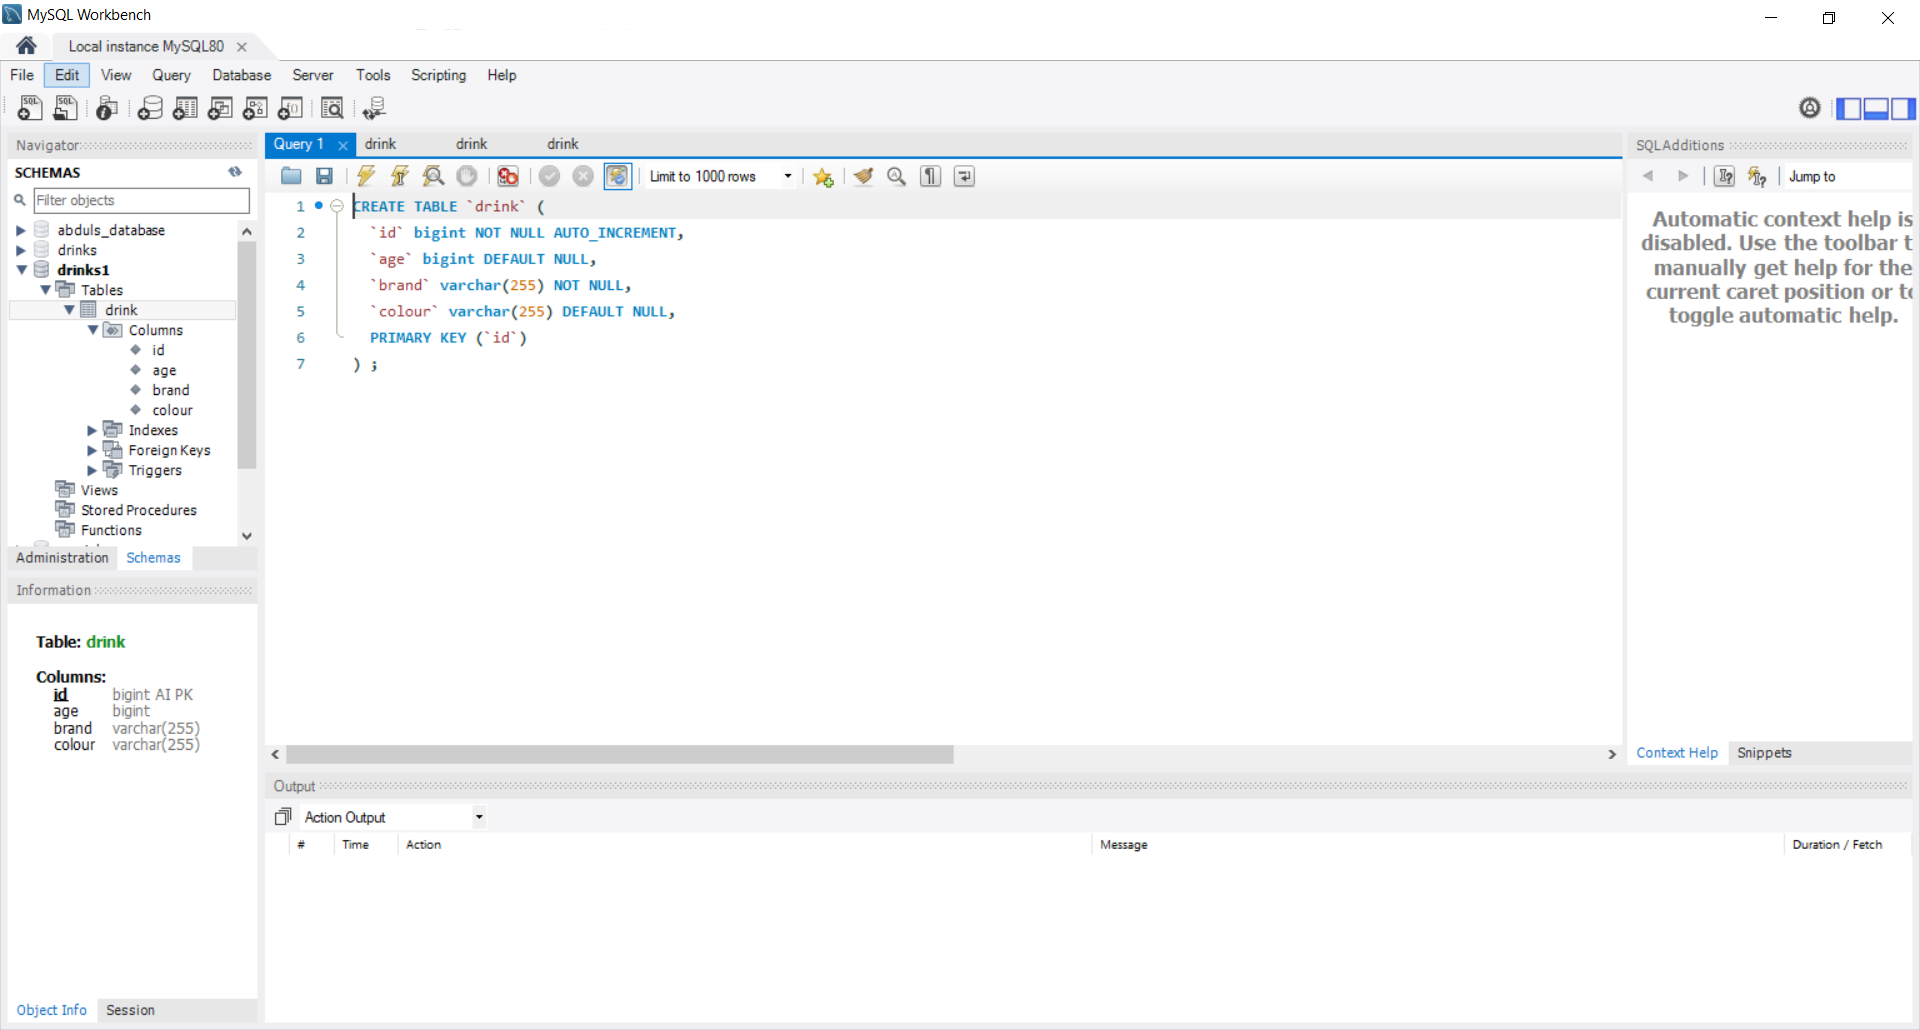 MySQL Workbench
Local instance MySQL80
File Edit View Query Database Server Tools Scripting Help
Navigator
SCHEMAS
Filter objects
abduls_database
drinks
drinks1
Tables
drink
Columns
id
age
brand
colour
Indexes
Foreign Keys
Triggers
Views
Stored Procedures
Functions
Administration Schemas
Information
Table: drink
Columns:
id bigint AI PK
age bigint
brand varchar(255)
colour varchar(255)
Object Info Session
Query 1 drink drink drink
Limit to 1000 rows
1 CREATE TABLE `drink` (
2 `id` bigint NOT NULL AUTO_INCREMENT,
3 `age` bigint DEFAULT NULL,
4 `brand` varchar(255) NOT NULL,
5 `colour` varchar(255) DEFAULT NULL,
6 PRIMARY KEY (`id`)
7 ) ;
SQLAdditions
Jump to
Automatic context help is
disabled. Use the toolbar t
manually get help for the
current caret position or to
toggle automatic help.
Context Help Snippets
Output
Action Output
# Time Action Message Duration / Fetch